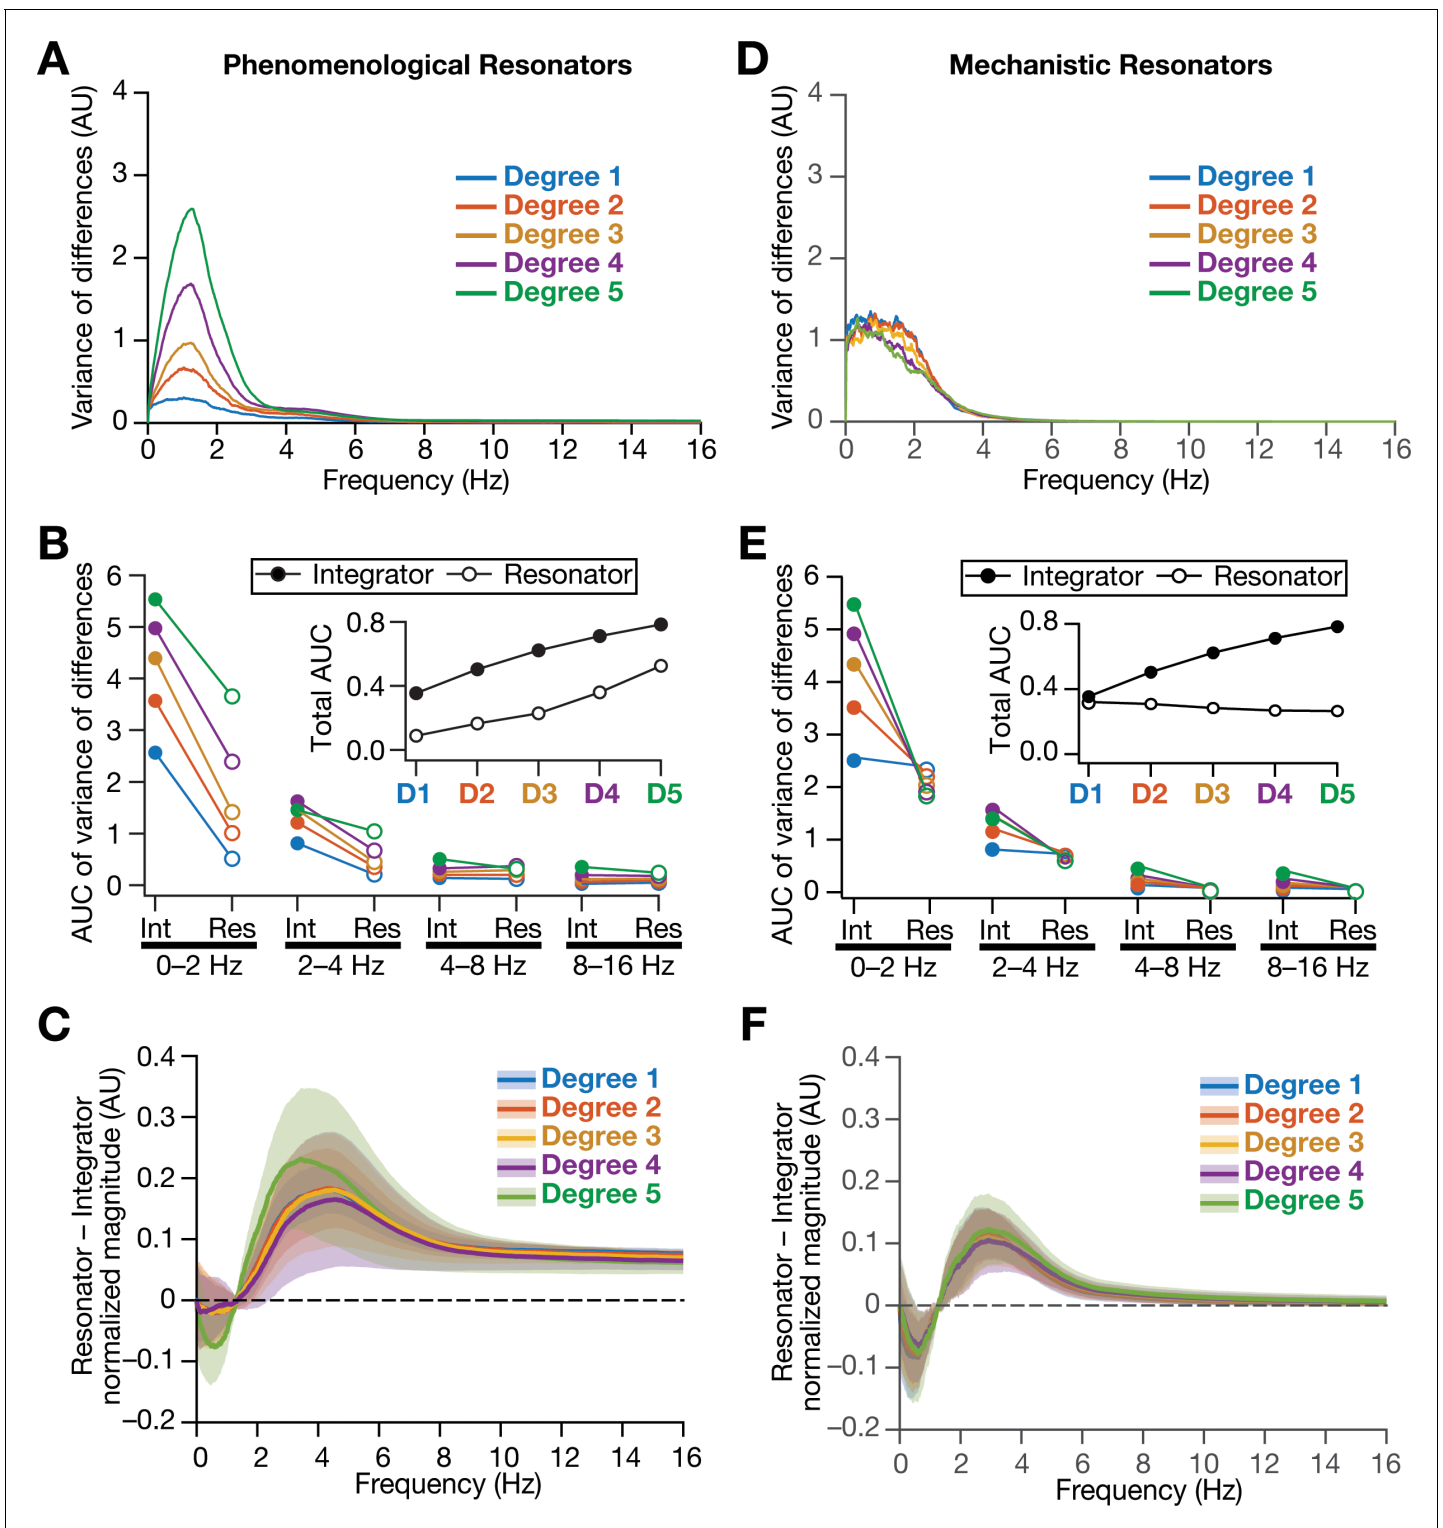 A
Phenomenological Resonators
Variance of differences (AU)
4
3
2
1
0
Degree 1
Degree 2
Degree 3
Degree 4
Degree 5
0 2 4 6 8 10 12 14 16
Frequency (Hz)
D
Mechanistic Resonators
Variance of differences (AU)
4
3
2
1
0
Degree 1
Degree 2
Degree 3
Degree 4
Degree 5
0 2 4 6 8 10 12 14 16
Frequency (Hz)
B
AUC of variance of differences
6
5
4
3
2
1
0
Integrator Resonator
Total AUC
0.8
0.4
0.0
D1 D2 D3 D4 D5
Int Res Int Res Int Res Int Res
0–2 Hz 2–4 Hz 4–8 Hz 8–16 Hz
E
AUC of variance of differences
6
5
4
3
2
1
0
Integrator Resonator
Total AUC
0.8
0.4
0.0
D1 D2 D3 D4 D5
Int Res Int Res Int Res Int Res
0–2 Hz 2–4 Hz 4–8 Hz 8–16 Hz
C
Resonator – Integrator
normalized magnitude (AU)
0.4
0.3
0.2
0.1
0
–0.1
–0.2
Degree 1
Degree 2
Degree 3
Degree 4
Degree 5
0 2 4 6 8 10 12 14 16
Frequency (Hz)
F
Resonator – Integrator
normalized magnitude (AU)
0.4
0.3
0.2
0.1
0
–0.1
–0.2
Degree 1
Degree 2
Degree 3
Degree 4
Degree 5
0 2 4 6 8 10 12 14 16
Frequency (Hz)